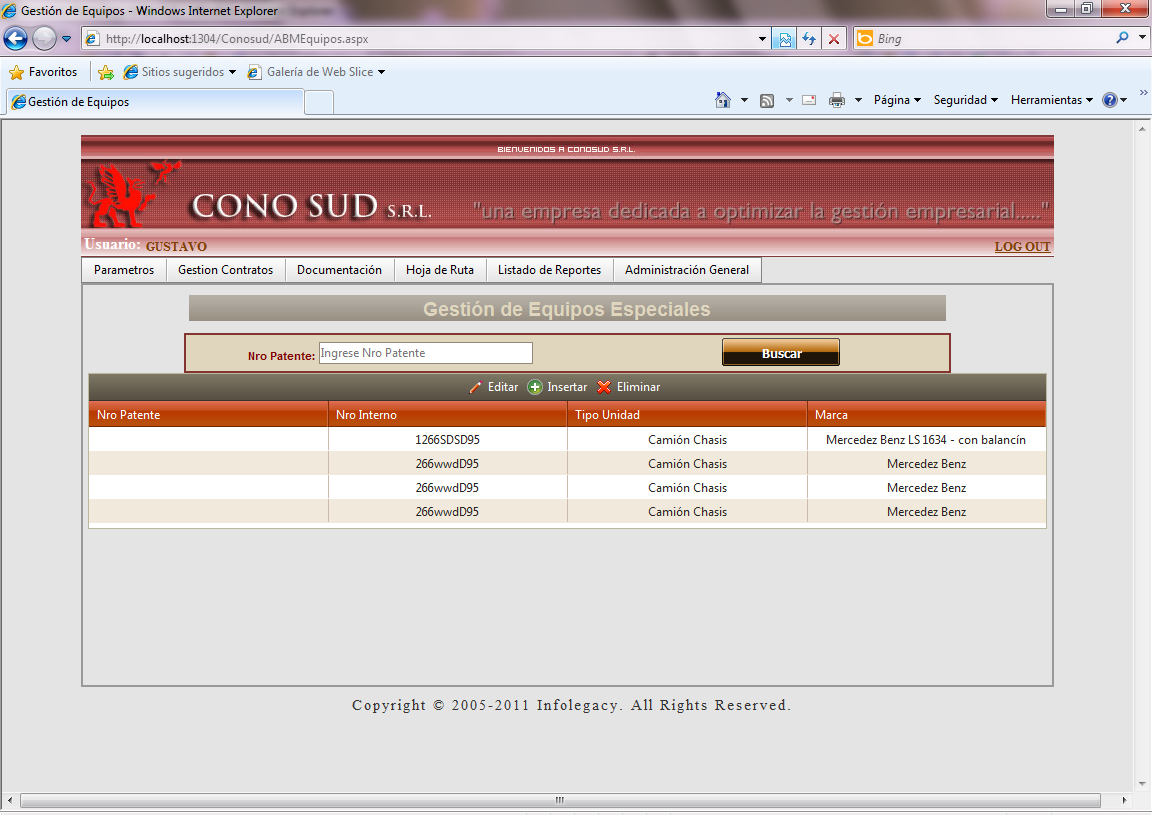 Gestión de Equipos - Windows Internet Explorer
http://localhost:1304/Conosud/ABMEquipos.aspx
Bing
Favoritos
Sitios sugeridos
Galería de Web Slice
Gestión de Equipos
Página
Seguridad
Herramientas
BIENVENIDOS A CONOSUD S.R.L.
CONO SUD S.R.L.
"una empresa dedicada a optimizar la gestión empresarial....."
Usuario: GUSTAVO
LOG OUT
Parametros Gestion Contratos Documentación Hoja de Ruta Listado de Reportes Administración General
Gestión de Equipos Especiales
Nro Patente: Ingrese Nro Patente Buscar
Editar Insertar Eliminar
Nro Patente Nro Interno Tipo Unidad Marca
1266SDSD95 Camión Chasis Mercedez Benz LS 1634 - con balancín
266wwdD95 Camión Chasis Mercedez Benz
266wwdD95 Camión Chasis Mercedez Benz
266wwdD95 Camión Chasis Mercedez Benz
Copyright © 2005-2011 Infolegacy. All Rights Reserved.